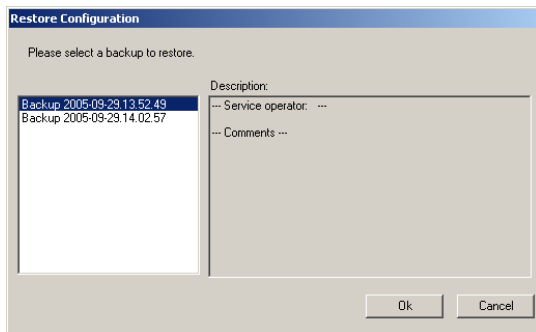 Restore Configuration
Please select a backup to restore.
Description:
Backup 2005-09-29.13.52.49
Backup 2005-09-29.14.02.57
--- Service operator: ---
--- Comments ---
Ok
Cancel